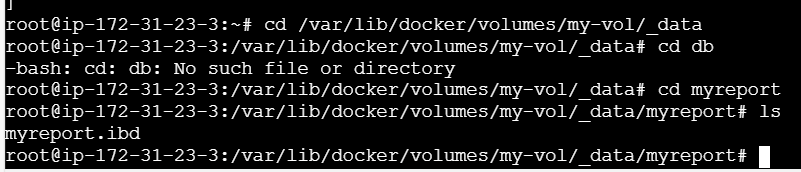 ]
root@ip-172-31-23-3:~# cd /var/lib/docker/volumes/my-vol/_data
root@ip-172-31-23-3:/var/lib/docker/volumes/my-vol/_data# cd db
-bash: cd: db: No such file or directory
root@ip-172-31-23-3:/var/lib/docker/volumes/my-vol/_data# cd myreport
root@ip-172-31-23-3:/var/lib/docker/volumes/my-vol/_data/myreport# ls
myreport.ibd
root@ip-172-31-23-3:/var/lib/docker/volumes/my-vol/_data/myreport#